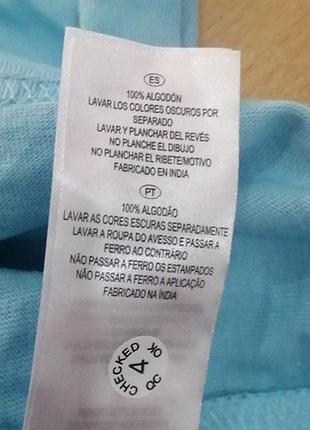 ES
100% ALGODÓN
LAVAR LOS COLORES OSCUROS POR
SEPARADO
LAVAR Y PLANCHAR DEL REVÉS
NO PLANCHE EL DIBUJO
NO PLANCHAR EL RIBETE/MOTIVO
FABRICADO EN INDIA
PT
100% ALGODÃO
LAVAR AS CORES ESCURAS SEPARADAMENTE
LAVAR A ROUPA DO AVESSO E PASSAR A
FERRO AO CONTRÁRIO
NÃO PASSAR A FERRO OS ESTAMPADOS
NÃO PASSAR A FERRO A APLICAÇÃO
FABRICADO NA ÍNDIA
CHECKED
4
QC OK